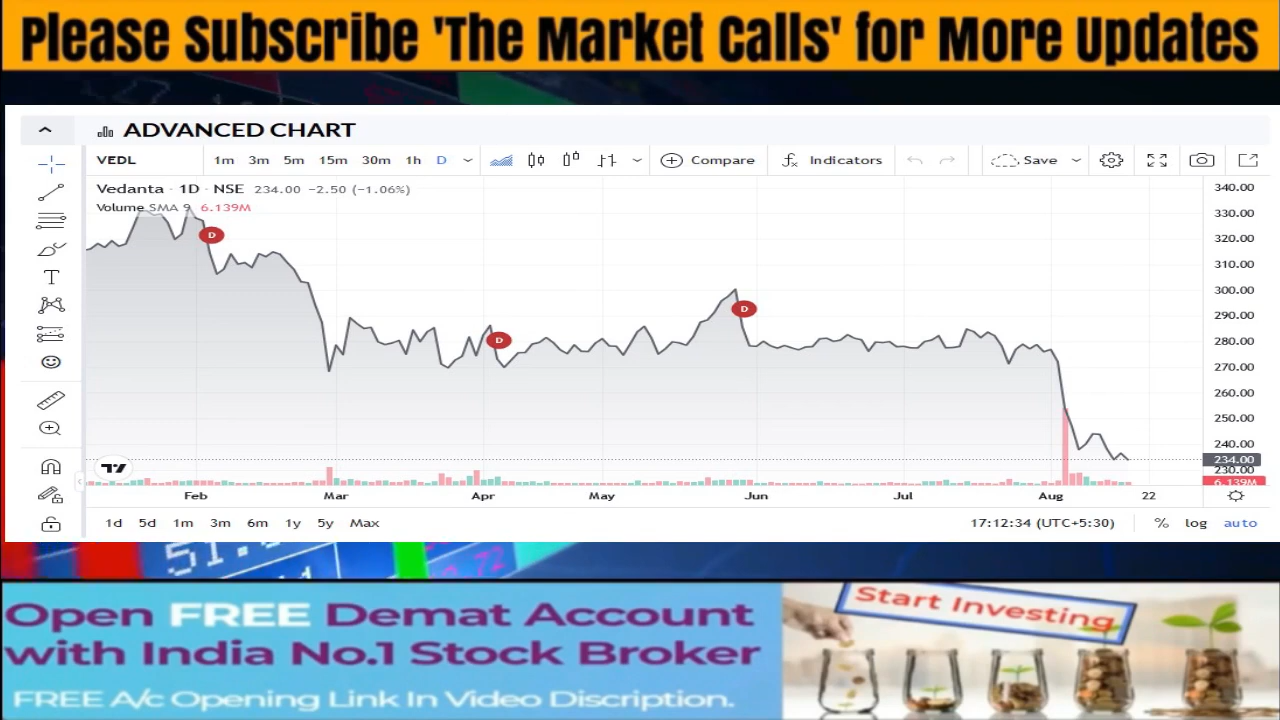 Please Subscribe 'The Market Calls' for More Updates
ADVANCED CHART
VEDL 1m 3m 5m 15m 30m 1h D Compare Indicators Save
Vedanta · 1D · NSE 234.00 −2.50 (−1.06%)
Volume SMA 9 6.139M
340.00
330.00
320.00
310.00
300.00
290.00
280.00
270.00
260.00
250.00
240.00
234.00
230.00
6.139M
D
D
D
T
Feb Mar Apr May Jun Jul Aug 22
1d 5d 1m 3m 6m 1y 5y Max 17:12:34 (UTC+5:30) % log auto
Open FREE Demat Account
with India No.1 Stock Broker
FREE A/c Opening Link In Video Discription.
Start Investing